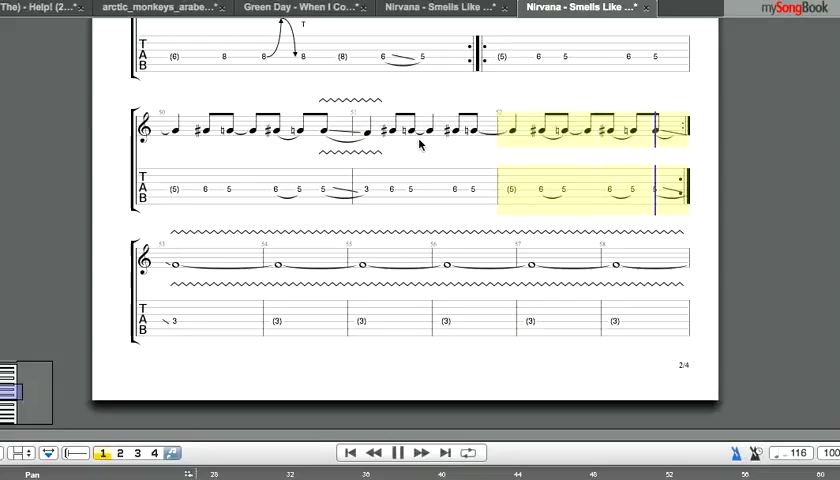 The) - Help! (2...* arctic_monkeys_arabe...* Green Day - When I Co...* Nirvana - Smells Like ...* Nirvana - Smells Like ...* mySongBook
T
T A B (6) 8 8 8 (8) 6 5 (5) 6 5 6 5
50 51 52
T A B (5) 6 5 6 5 5 3 6 5 6 5 (5) 6 5 6 5 5
53 54 55 56 57 58
T A B 3 (3) (3) (3) (3) (3)
2/4
1 2 3 4 116 100
Pan 28 32 36 40 44 48 52 56 60